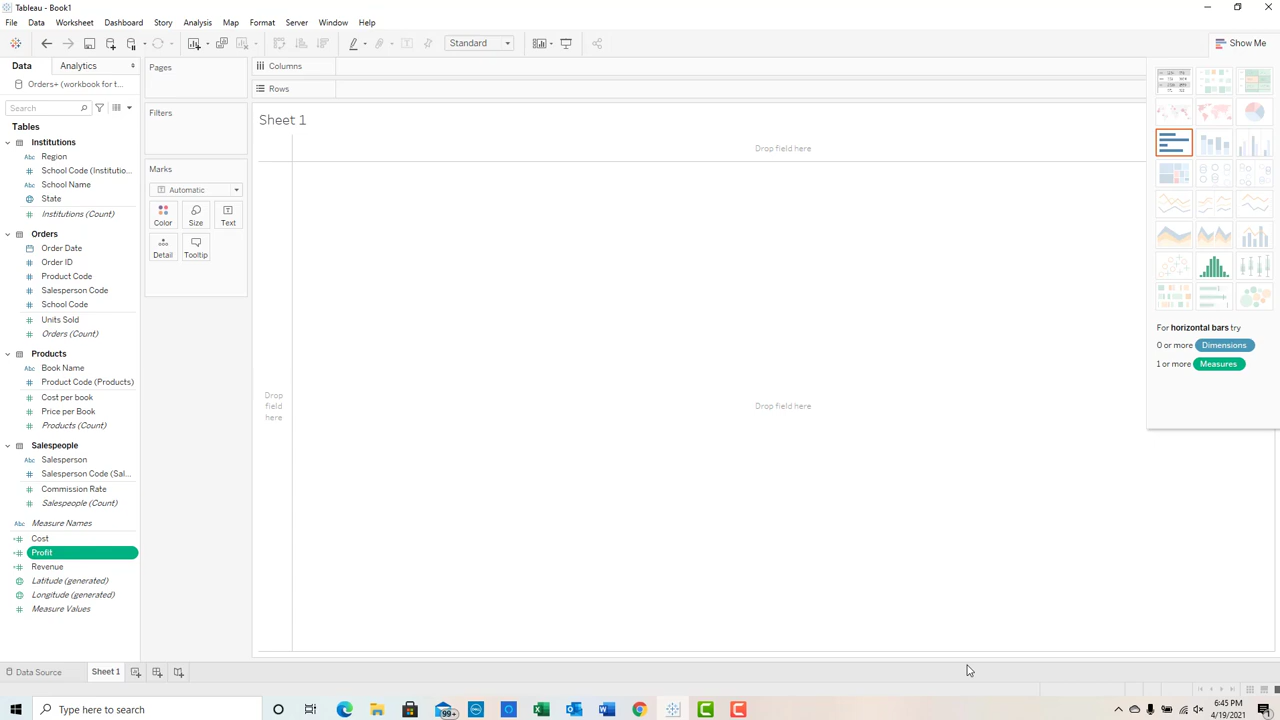 Tableau - Book1
File Data Worksheet Dashboard Story Analysis Map Format Server Window Help
Standard
Show Me
Data Analytics
Orders+ (workbook for t...
Search
Tables
Institutions
Abc Region
School Code (Institutio...
Abc School Name
State
Institutions (Count)
Orders
Order Date
Order ID
Product Code
Salesperson Code
School Code
Units Sold
Orders (Count)
Products
Abc Book Name
Product Code (Products)
Cost per book
Price per Book
Products (Count)
Salespeople
Abc Salesperson
Salesperson Code (Sal...
Commission Rate
Salespeople (Count)
Abc Measure Names
Cost
Profit
Revenue
Latitude (generated)
Longitude (generated)
Measure Values
Pages
Filters
Marks
Automatic
Color Size Text
Detail Tooltip
Columns
Rows
Sheet 1
Drop field here
Drop
field
here
Drop field here
For horizontal bars try
0 or more Dimensions
1 or more Measures
Data Source Sheet 1
Type here to search
6:45 PM
4/19/2021